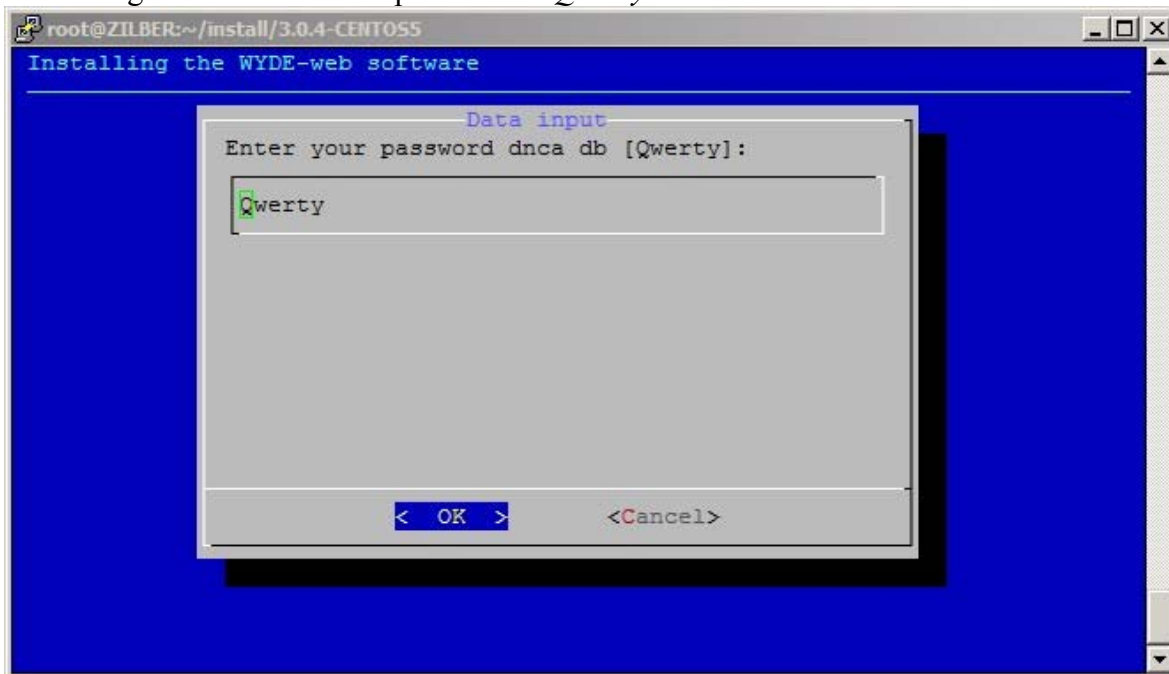 root@ZILBER:~/install/3.0.4-CENTOS5
Installing the WYDE-web software
Data input
Enter your password dnca db [Qwerty]:
Qwerty
< OK > <Cancel>